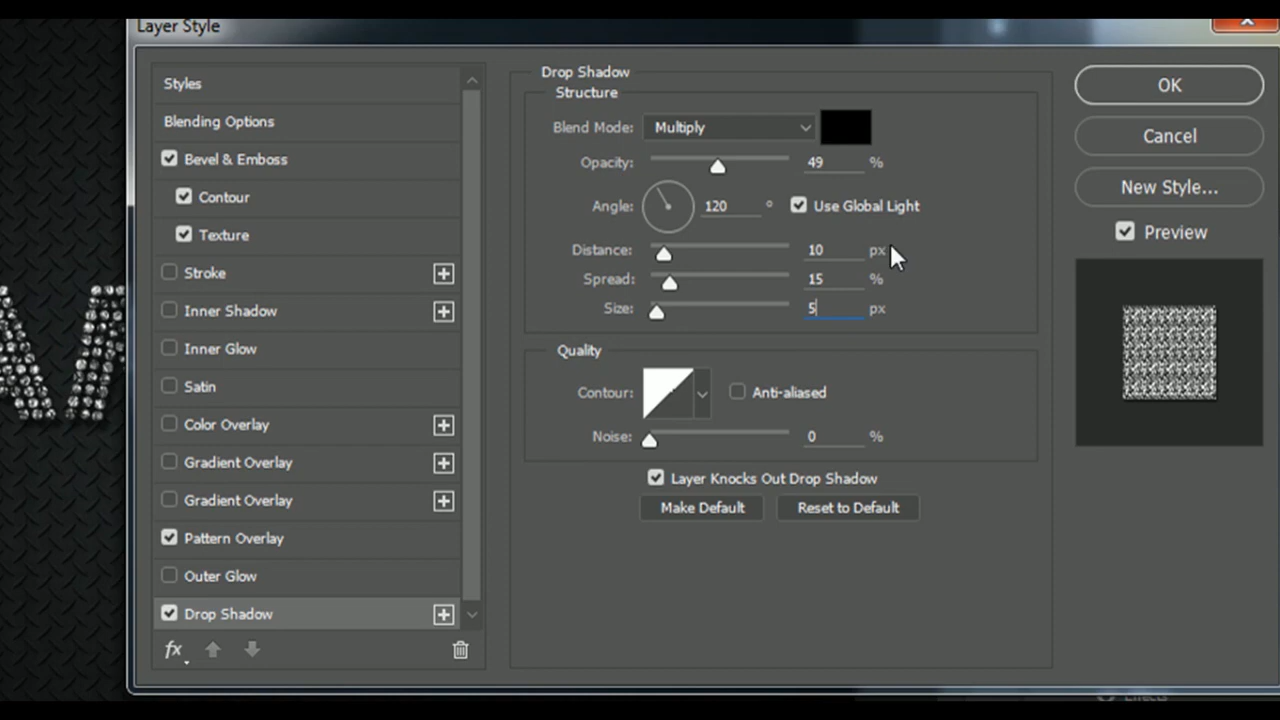 Layer Style
Styles
Blending Options
Bevel & Emboss
Contour
Texture
Stroke
Inner Shadow
Inner Glow
Satin
Color Overlay
Gradient Overlay
Gradient Overlay
Pattern Overlay
Outer Glow
Drop Shadow
fx
Drop Shadow
Structure
Blend Mode: Multiply
Opacity: 49 %
Angle: 120 ° Use Global Light
Distance: 10 px
Spread: 15 %
Size: 5 px
Quality
Contour: Anti-aliased
Noise: 0 %
Layer Knocks Out Drop Shadow
Make Default Reset to Default
OK
Cancel
New Style...
Preview